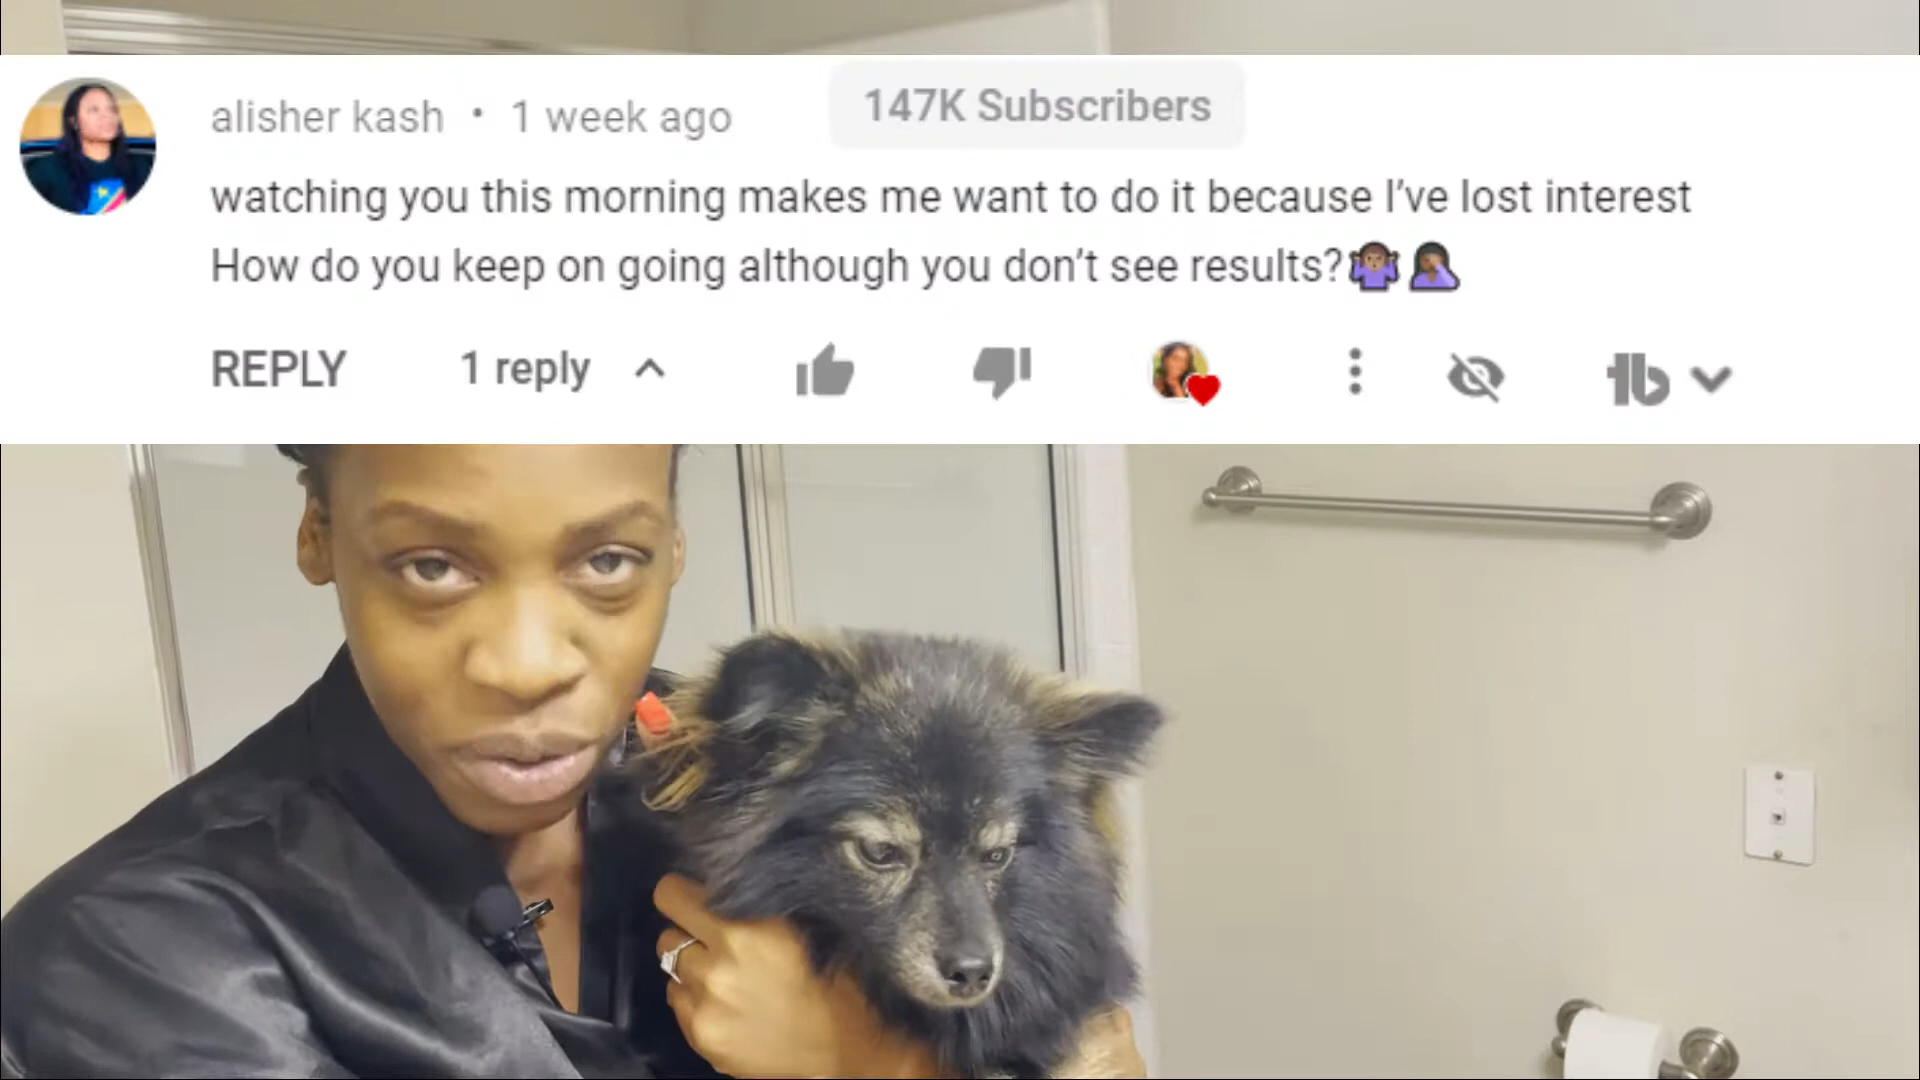 alisher kash • 1 week ago 147K Subscribers
watching you this morning makes me want to do it because I’ve lost interest
How do you keep on going although you don’t see results?🤷🏾‍♀️🤦🏾‍♀️
REPLY 1 reply